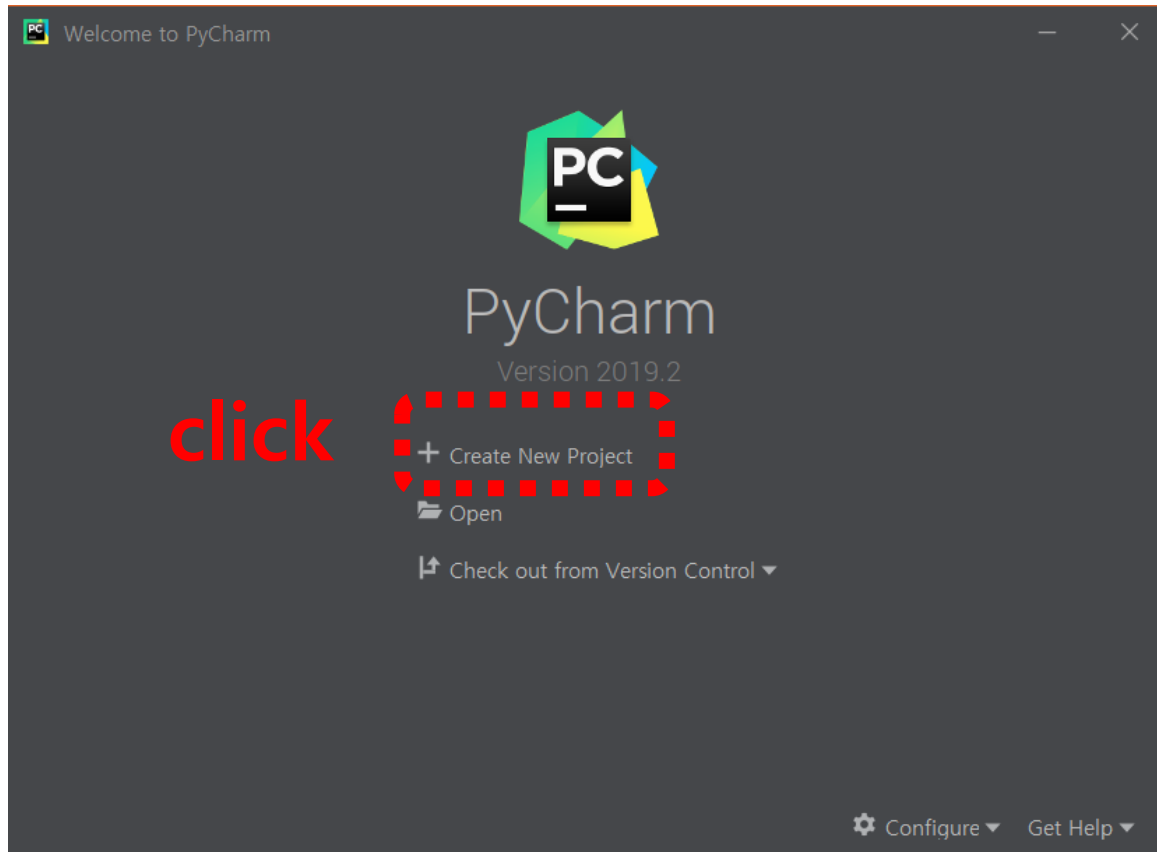 Welcome to PyCharm
PC
PyCharm
Version 2019.2
click
Create New Project
Open
Check out from Version Control
Configure
Get Help